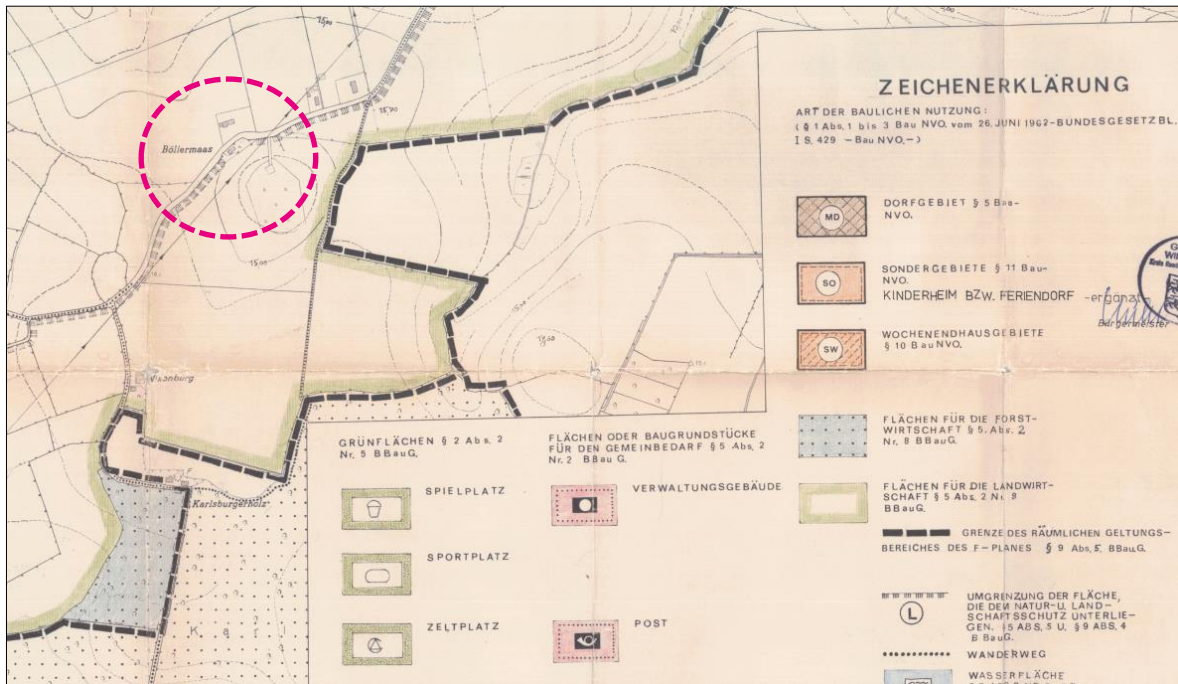 ZEICHENERKLÄRUNG
ART DER BAULICHEN NUTZUNG:
(§ 1 Abs. 1 bis 3 Bau NVO. vom 26. JUNI 1962-BUNDESGESETZBL.
I S. 429 - Bau NVO.-)
MD
DORFGEBIET § 5 Bau-
NVO.
SO
SONDERGEBIETE § 11 Bau-
NVO.
KINDERHEIM BZW. FERIENDORF -ergänzt-
Bürgermeister
SW
WOCHENENDHAUSGEBIETE
§ 10 Bau NVO.
FLÄCHEN FÜR DIE FORST-
WIRTSCHAFT § 5 Abs. 2
Nr. 8 BBauG.
FLÄCHEN FÜR DIE LANDWIRT-
SCHAFT § 5 Abs. 2 Nr. 8
BBauG.
GRENZE DES RÄUMLICHEN GELTUNGS-
BEREICHES DES F-PLANES § 9 Abs. 5 BBauG.
L
UMGRENZUNG DER FLÄCHE,
DIE DEM NATUR- U. LAND-
SCHAFTSSCHUTZ UNTERLIE-
GEN. § 5 ABS. 5 U. § 9 ABS. 4
B BauG.
WANDERWEG
WASSERFLÄCHE
GRÜNFLÄCHEN § 2 Abs. 2
Nr. 5 BBauG.
SPIELPLATZ
SPORTPLATZ
ZELTPLATZ
FLÄCHEN ODER BAUGRUNDSTÜCKE
FÜR DEN GEMEINBEDARF § 5 Abs. 2
Nr. 2 BBau G.
VERWALTUNGSGEBÄUDE
POST
Böllermaas
15,00
15,00
Karlsburgerholz
Karl